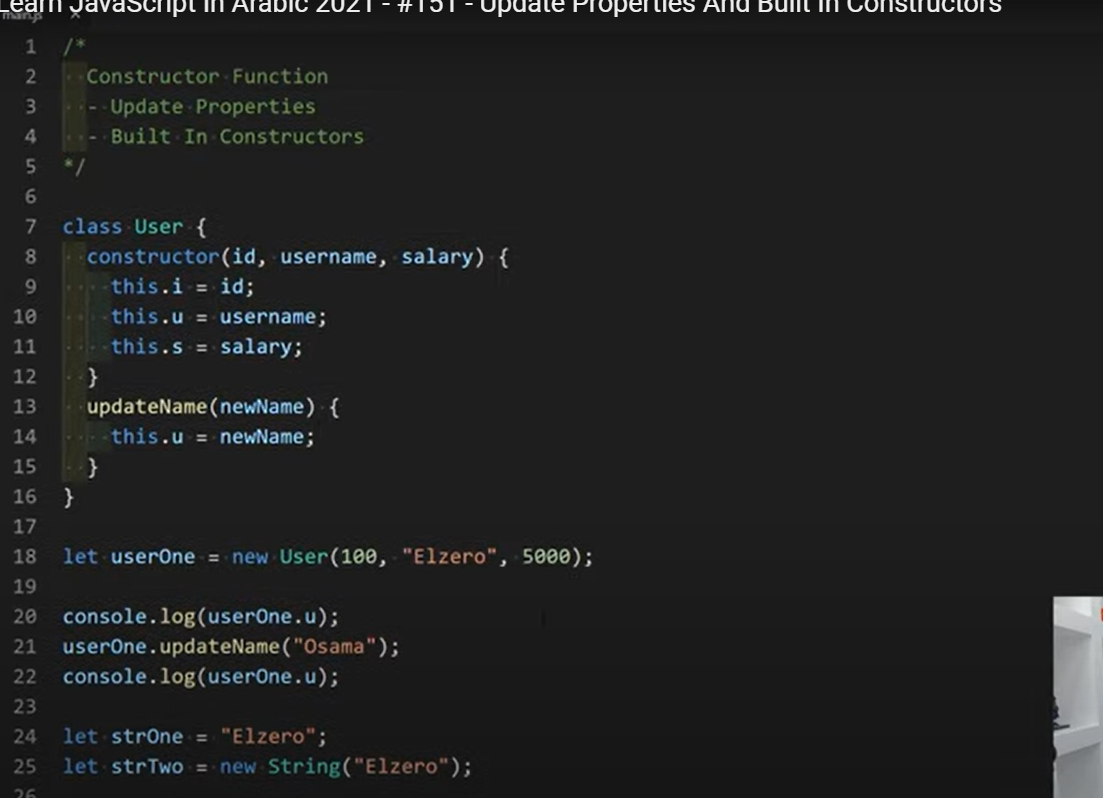 Learn JavaScript in Arabic 2021 - #151 - Update Properties And Built In Constructors
main.js ×
1 /*
2 Constructor Function
3 - Update Properties
4 - Built In Constructors
5 */
6
7 class User {
8 constructor(id, username, salary) {
9 this.i = id;
10 this.u = username;
11 this.s = salary;
12 }
13 updateName(newName) {
14 this.u = newName;
15 }
16 }
17
18 let userOne = new User(100, "Elzero", 5000);
19
20 console.log(userOne.u);
21 userOne.updateName("Osama");
22 console.log(userOne.u);
23
24 let strOne = "Elzero";
25 let strTwo = new String("Elzero");
26